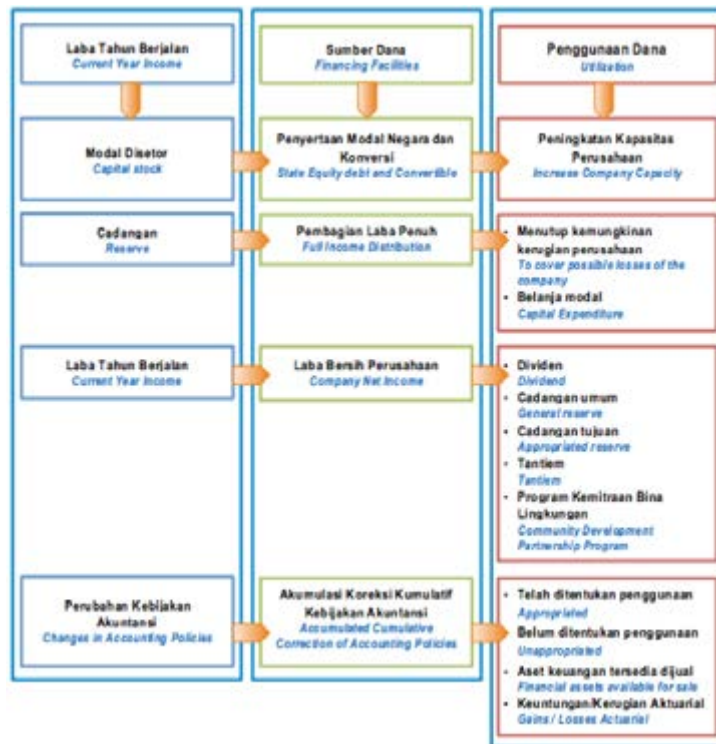 Laba Tahun Berjalan
Current Year Income
Sumber Dana
Financing Facilities
Penggunaan Dana
Utilization
Modal Disetor
Capital stock
Penyertaan Modal Negara dan
Konversi
State Equity debt and Convertible
Peningkatan Kapasitas
Perusahaan
Increase Company Capacity
Cadangan
Reserve
Pembagian Laba Penuh
Full Income Distribution
• Menutup kemungkinan
kerugian perusahaan
To cover possible losses of the
company
• Belanja modal
Capital Expenditure
Laba Tahun Berjalan
Current Year Income
Laba Bersih Perusahaan
Company Net Income
• Dividen
Dividend
• Cadangan umum
General reserve
• Cadangan tujuan
Appropriated reserve
• Tantiem
Tantiem
• Program Kemitraan Bina
Lingkungan
Community Development
Partnership Program
Perubahan Kebijakan
Akuntansi
Changes in Accounting Policies
Akumulasi Koreksi Kumulatif
Kebijakan Akuntansi
Accumulated Cumulative
Correction of Accounting Policies
• Telah ditentukan penggunaan
Appropriated
• Belum ditentukan penggunaan
Unappropriated
• Aset keuangan tersedia dijual
Financial assets available for sale
• Keuntungan/Kerugian Aktuarial
Gains / Losses Actuarial